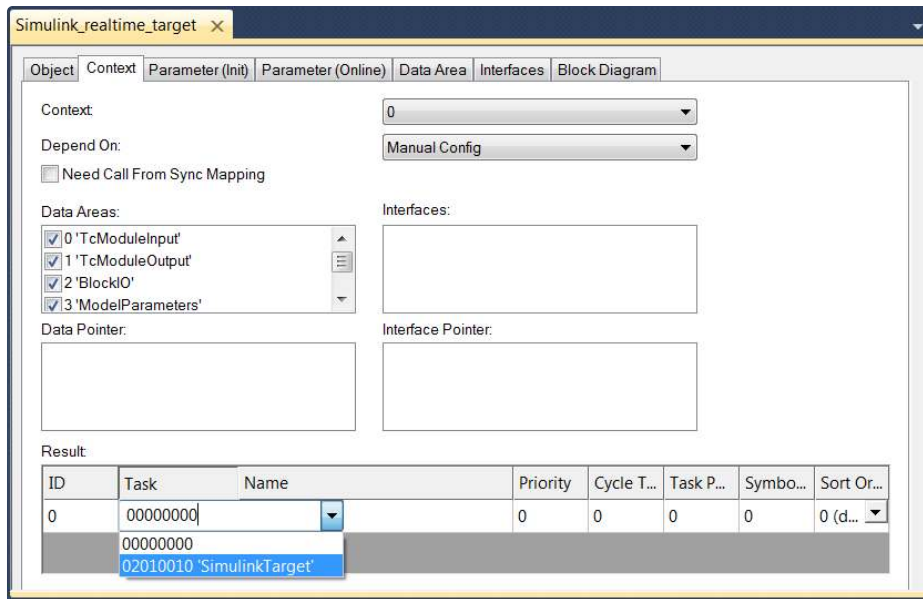 Simulink_realtime_target
Object Context Parameter (Init) Parameter (Online) Data Area Interfaces Block Diagram
Context: 0
Depend On: Manual Config
Need Call From Sync Mapping
Data Areas: Interfaces:
0 'TcModuleInput'
1 'TcModuleOutput'
2 'BlockIO'
3 'ModelParameters'
Data Pointer: Interface Pointer:
Result:
ID Task Name Priority Cycle T... Task P... Symbo... Sort Or...
0 00000000 0 0 0 0 0 (d...
00000000
02010010 'SimulinkTarget'